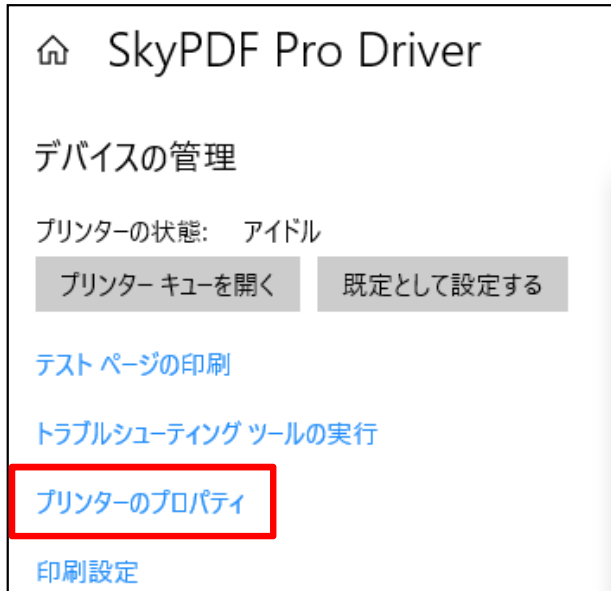 SkyPDF Pro Driver
デバイスの管理
プリンターの状態: アイドル
プリンター キューを開く 既定として設定する
テスト ページの印刷
トラブルシューティング ツールの実行
プリンターのプロパティ
印刷設定